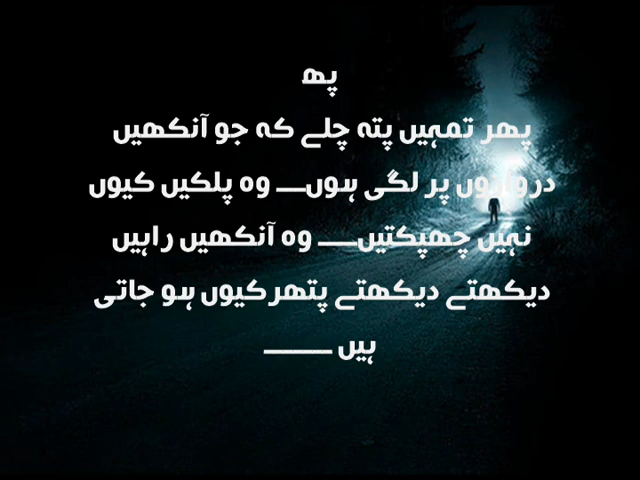 پھ
پھر تمہیں پتہ چلے کہ جو آنکھیں
دروازوں پر لگی ہوں۔۔۔ وہ پلکیں کیوں
نہیں جھپکتیں۔۔۔۔ وہ آنکھیں راہیں
دیکھتے دیکھتے پتھر کیوں ہو جاتی
ہیں ۔۔۔۔۔۔۔